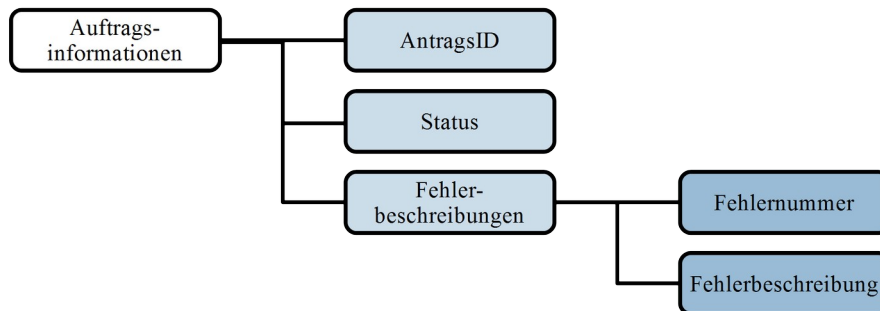 Auftrags-
informationen
AntragsID
Status
Fehler-
beschreibungen
Fehlernummer
Fehlerbeschreibung